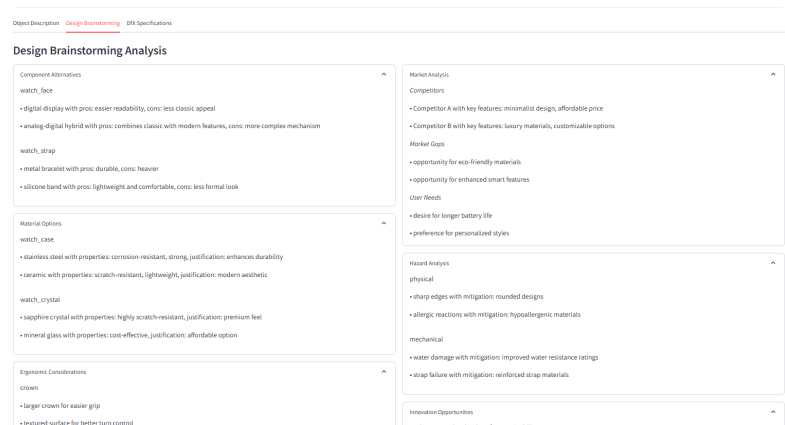 Object Description Design Brainstorming DfX Specifications
Design Brainstorming Analysis
Component Alternatives
watch_face
• digital display with pros: easier readability, cons: less classic appeal
• analog-digital hybrid with pros: combines classic with modern features, cons: more complex mechanism
watch_strap
• metal bracelet with pros: durable, cons: heavier
• silicone band with pros: lightweight and comfortable, cons: less formal look
Material Options
watch_case
• stainless steel with properties: corrosion-resistant, strong, justification: enhances durability
• ceramic with properties: scratch-resistant, lightweight, justification: modern aesthetic
watch_crystal
• sapphire crystal with properties: highly scratch-resistant, justification: premium feel
• mineral glass with properties: cost-effective, justification: affordable option
Ergonomic Considerations
crown
• larger crown for easier grip
• textured surface for better turn control
Market Analysis
Competitors
• Competitor A with key features: minimalist design, affordable price
• Competitor B with key features: luxury materials, customizable options
Market Gaps
• opportunity for eco-friendly materials
• opportunity for enhanced smart features
User Needs
• desire for longer battery life
• preference for personalized styles
Hazard Analysis
physical
• sharp edges with mitigation: rounded designs
• allergic reactions with mitigation: hypoallergenic materials
mechanical
• water damage with mitigation: improved water resistance ratings
• strap failure with mitigation: reinforced strap materials
Innovation Opportunities